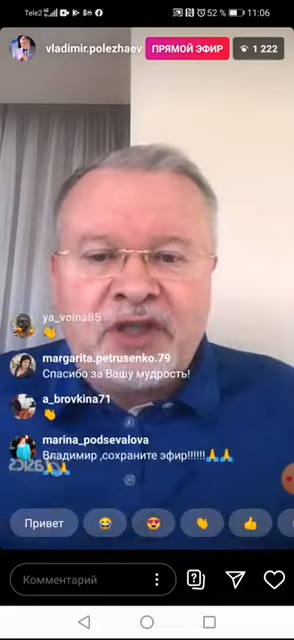 Tele2 52 % 11:06
vladimir.polezhaev ПРЯМОЙ ЭФИР 1 222
ya_voina85
👏
margarita.petrusenko.79
Спасибо за Вашу мудрость!
a_brovkina71
👏
marina_podsevalova
Владимир ,сохраните эфир!!!!!!🙏🙏
🙏🙏
asics
Привет 😂 😍 👏 👍
Комментарий